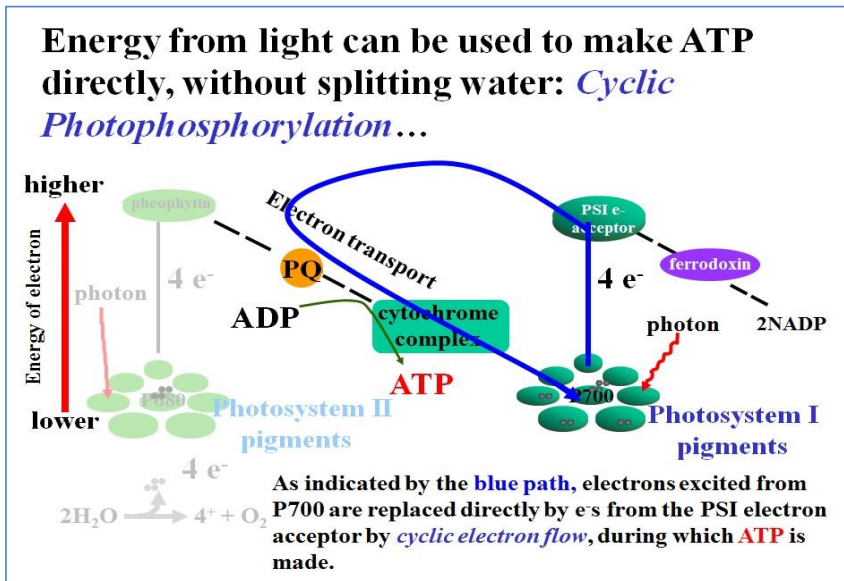 Energy from light can be used to make ATP
directly, without splitting water: Cyclic
Photophosphorylation…
higher
Energy of electron
lower
pheophytin
photon
4 e-
P680
Photosystem II
pigments
4 e-
2H₂O
4⁺ + O₂
Electron transport
PQ
ADP
cytochrome
complex
ATP
PSI e-
acceptor
4 e-
ferrodoxin
photon
2NADP
P700
Photosystem I
pigments
As indicated by the blue path, electrons excited from
P700 are replaced directly by e-s from the PSI electron
acceptor by cyclic electron flow, during which ATP is
made.